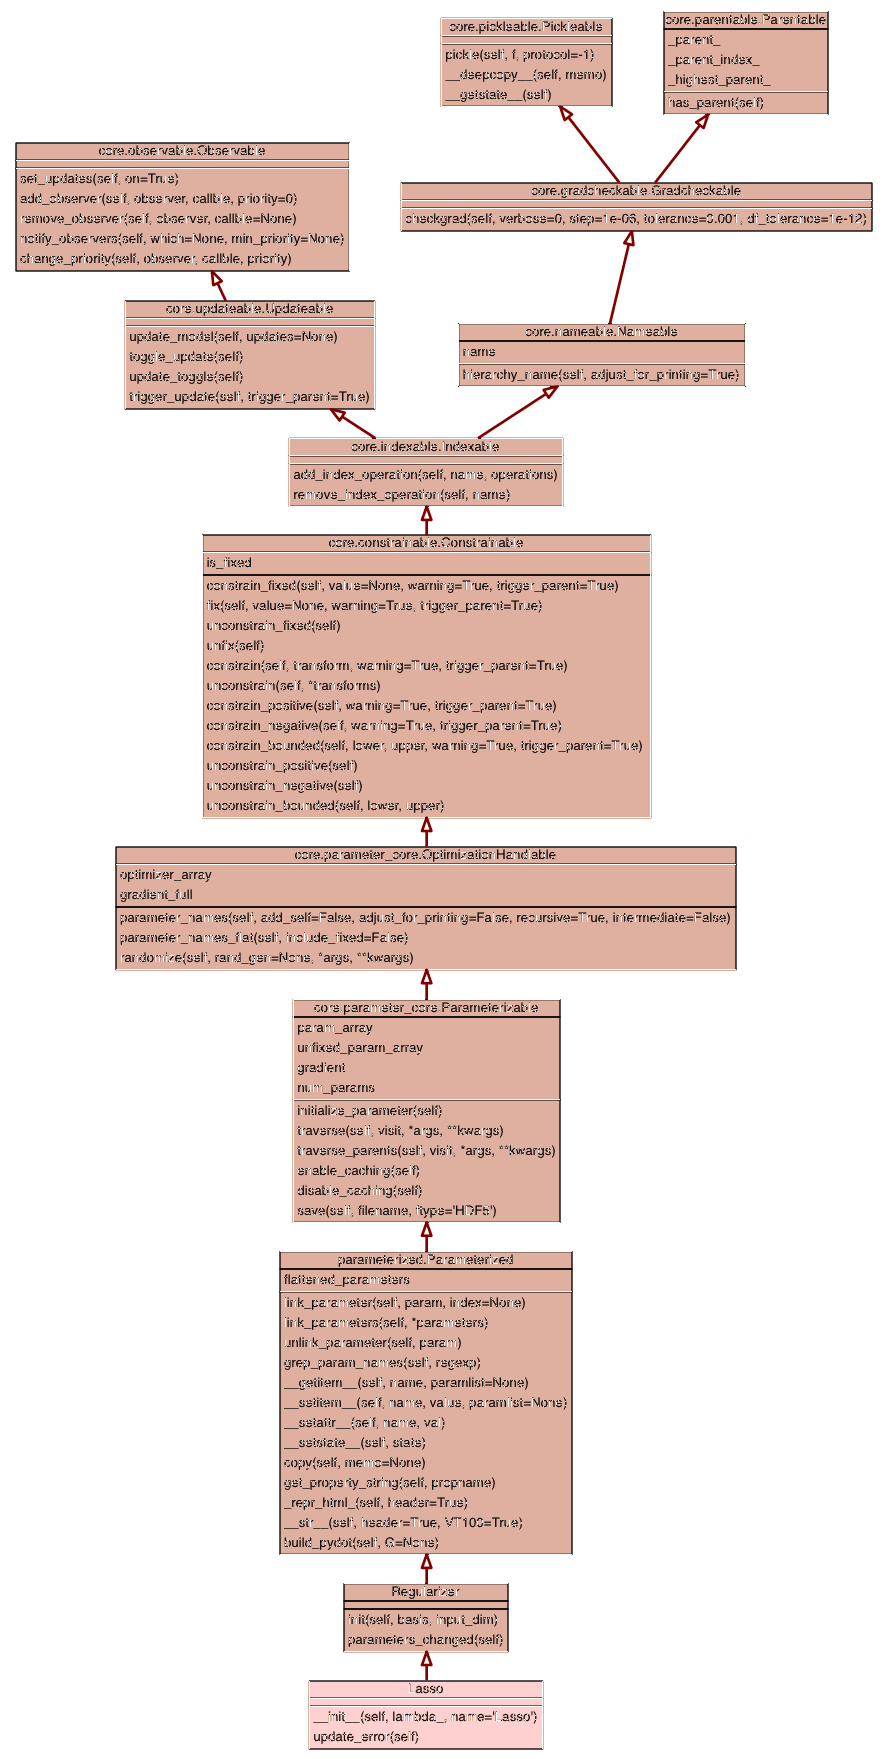 core.pickleable.Pickleable
pickle(self, f, protocol=-1)
__deepcopy__(self, memo)
__getstate__(self)
core.parentable.Parentable
_parent_
_parent_index_
_highest_parent_
has_parent(self)
core.observable.Observable
set_updates(self, on=True)
add_observer(self, observer, callble, priority=0)
remove_observer(self, observer, callble=None)
notify_observers(self, which=None, min_priority=None)
change_priority(self, observer, callble, priority)
core.gradcheckable.Gradcheckable
checkgrad(self, verbose=0, step=1e-06, tolerance=0.001, df_tolerance=1e-12)
core.updateable.Updateable
update_model(self, updates=None)
toggle_update(self)
update_toggle(self)
trigger_update(self, trigger_parent=True)
core.nameable.Nameable
name
hierarchy_name(self, adjust_for_printing=True)
core.indexable.Indexable
add_index_operation(self, name, operations)
remove_index_operation(self, name)
core.constrainable.Constrainable
is_fixed
constrain_fixed(self, value=None, warning=True, trigger_parent=True)
fix(self, value=None, warning=True, trigger_parent=True)
unconstrain_fixed(self)
unfix(self)
constrain(self, transform, warning=True, trigger_parent=True)
unconstrain(self, *transforms)
constrain_positive(self, warning=True, trigger_parent=True)
constrain_negative(self, warning=True, trigger_parent=True)
constrain_bounded(self, lower, upper, warning=True, trigger_parent=True)
unconstrain_positive(self)
unconstrain_negative(self)
unconstrain_bounded(self, lower, upper)
core.parameter_core.OptimizationHandlable
optimizer_array
gradient_full
parameter_names(self, add_self=False, adjust_for_printing=False, recursive=True, intermediate=False)
parameter_names_flat(self, include_fixed=False)
randomize(self, rand_gen=None, *args, **kwargs)
core.parameter_core.Parameterizable
param_array
unfixed_param_array
gradient
num_params
initialize_parameter(self)
traverse(self, visit, *args, **kwargs)
traverse_parents(self, visit, *args, **kwargs)
enable_caching(self)
disable_caching(self)
save(self, filename, ftype='HDF5')
parameterized.Parameterized
flattened_parameters
link_parameter(self, param, index=None)
link_parameters(self, *parameters)
unlink_parameter(self, param)
grep_param_names(self, regexp)
__getitem__(self, name, paramlist=None)
__setitem__(self, name, value, paramlist=None)
__setattr__(self, name, val)
__setstate__(self, state)
copy(self, memo=None)
get_property_string(self, propname)
_repr_html_(self, header=True)
__str__(self, header=True, VT100=True)
build_pydot(self, G=None)
Regularizer
init(self, basis, input_dim)
parameters_changed(self)
Lasso
__init__(self, lambda_, name='Lasso')
update_error(self)